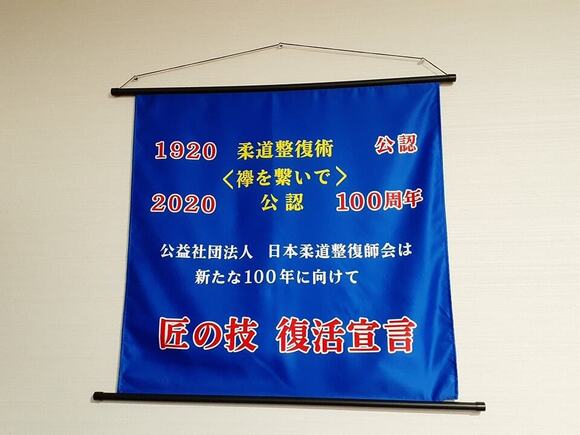 1920 柔道整復術 公認
〈襷を繋いで〉
2020 公認 100周年
公益社団法人 日本柔道整復師会は
新たな100年に向けて
匠の技 復活宣言